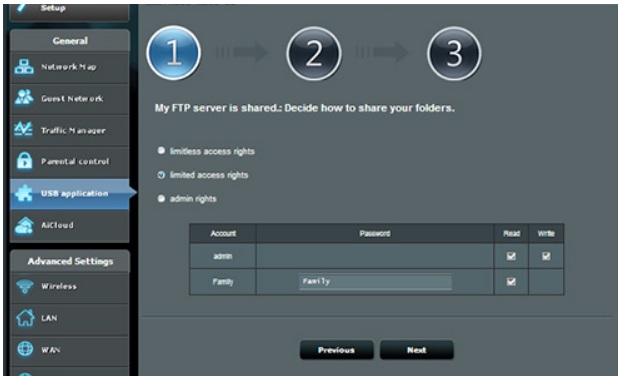 Setup
General
Network Map
Guest Network
Traffic Manager
Parental control
USB application
AiCloud
Advanced Settings
Wireless
LAN
WAN
1 2 3
My FTP server is shared.: Decide how to share your folders.
limitless access rights
limited access rights
admin rights
Account Password Read Write
admin
Family Family
Previous Next